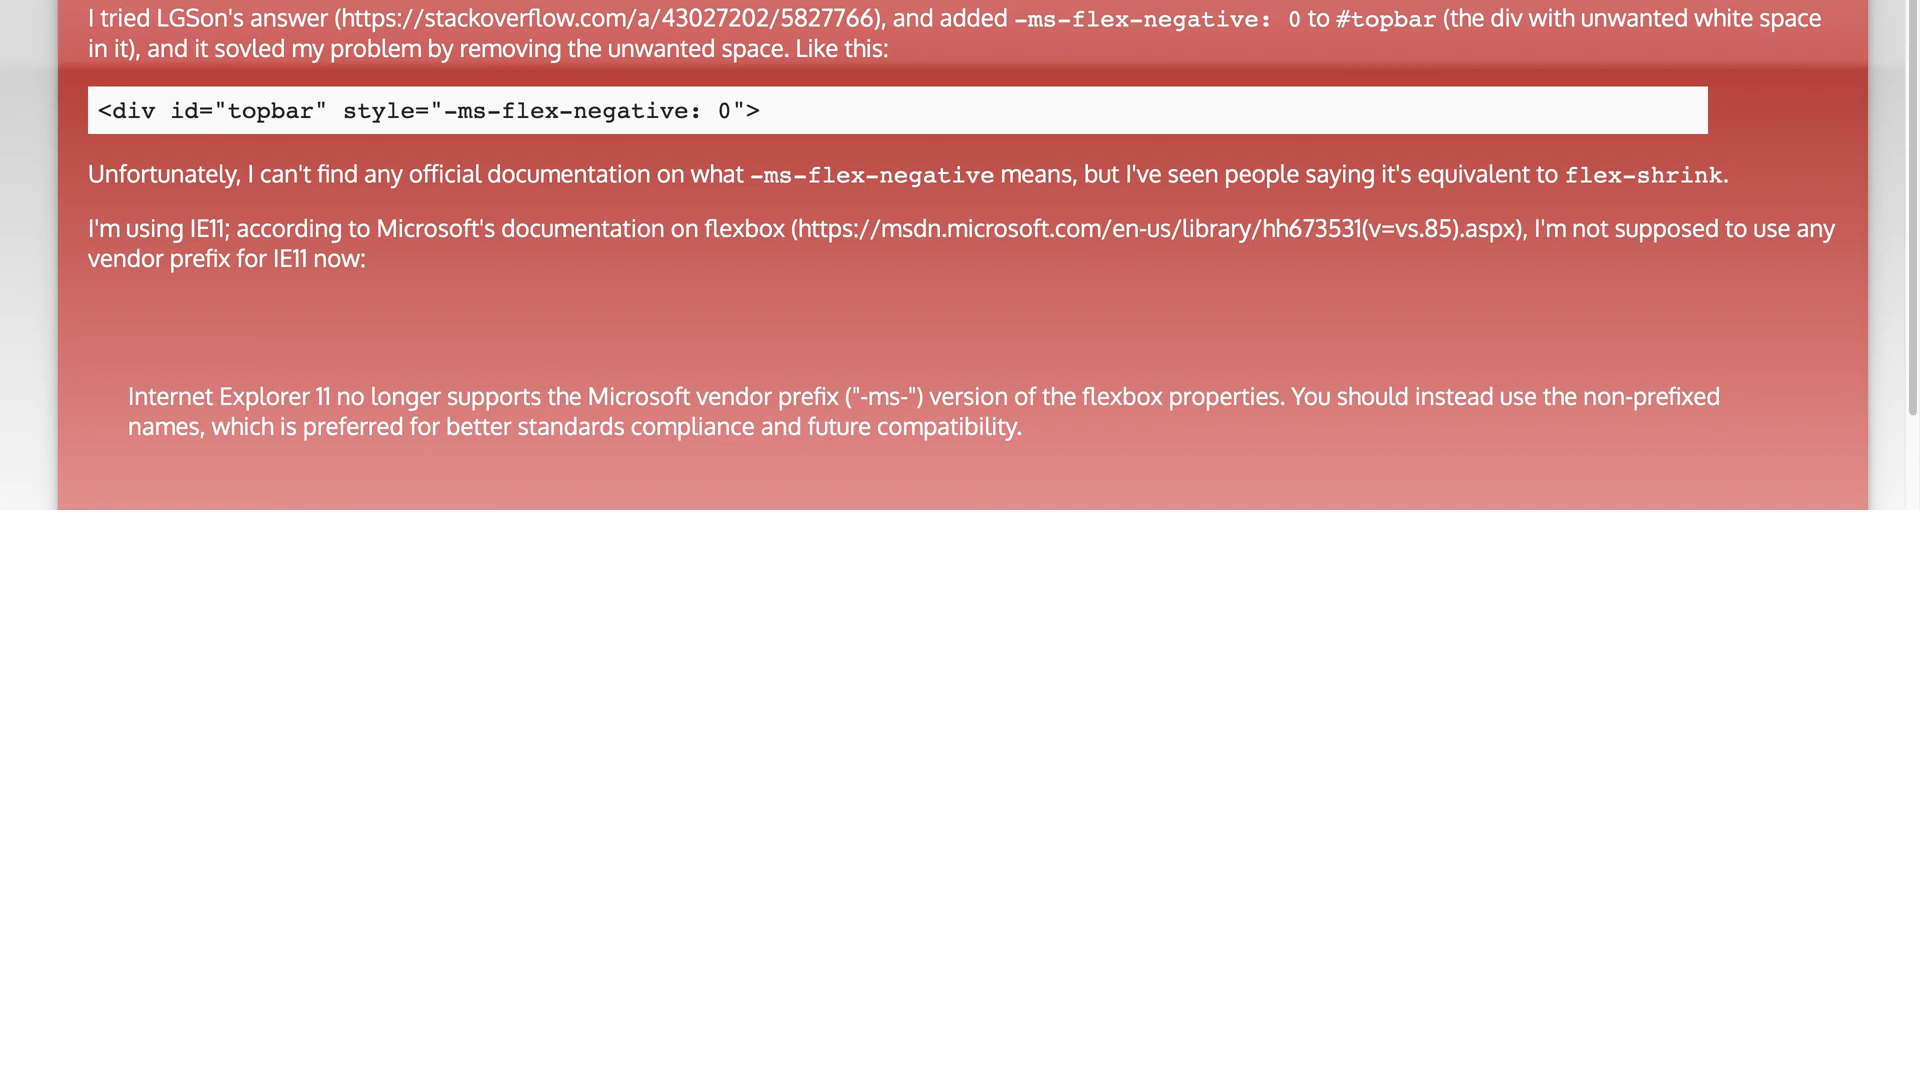 I tried LGSon's answer (https://stackoverflow.com/a/43027202/5827766), and added -ms-flex-negative: 0 to #topbar (the div with unwanted white space
in it), and it sovled my problem by removing the unwanted space. Like this:
<div id="topbar" style="-ms-flex-negative: 0">
Unfortunately, I can't find any official documentation on what -ms-flex-negative means, but I've seen people saying it's equivalent to flex-shrink.
I'm using IE11; according to Microsoft's documentation on flexbox (https://msdn.microsoft.com/en-us/library/hh673531(v=vs.85).aspx), I'm not supposed to use any
vendor prefix for IE11 now:
Internet Explorer 11 no longer supports the Microsoft vendor prefix ("-ms-") version of the flexbox properties. You should instead use the non-prefixed
names, which is preferred for better standards compliance and future compatibility.